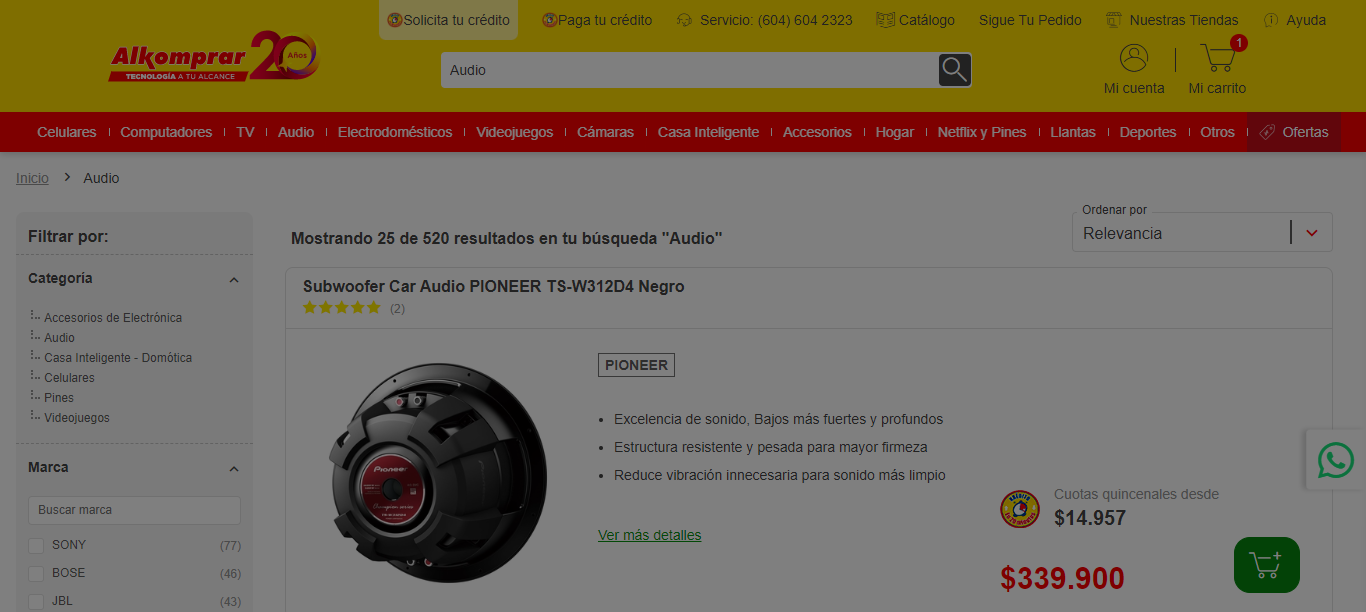 Solicita tu crédito
Paga tu crédito
Servicio: (604) 604 2323
Catálogo
Sigue Tu Pedido
Nuestras Tiendas
Ayuda
Alkomprar 20 Años
TECNOLOGÍA A TU ALCANCE
Audio
1
Mi cuenta
Mi carrito
Celulares
Computadores
TV
Audio
Electrodomésticos
Videojuegos
Cámaras
Casa Inteligente
Accesorios
Hogar
Netflix y Pines
Llantas
Deportes
Otros
Ofertas
Inicio > Audio
Filtrar por:
Categoría
Accesorios de Electrónica
Audio
Casa Inteligente - Domótica
Celulares
Pines
Videojuegos
Marca
Buscar marca
SONY (77)
BOSE (46)
JBL (43)
Mostrando 25 de 520 resultados en tu búsqueda "Audio"
Ordenar por
Relevancia
Subwoofer Car Audio PIONEER TS-W312D4 Negro
(2)
Pioneer
PIONEER
Excelencia de sonido, Bajos más fuertes y profundos
Estructura resistente y pesada para mayor firmeza
Reduce vibración innecesaria para sonido más limpio
Ver más detalles
Cuotas quincenales desde
$14.957
$339.900